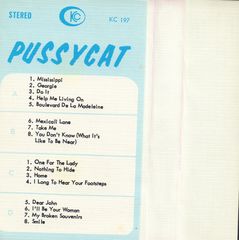 STEREO
KC
KC 197
PUSSYCAT
A
1. Mississippi
2. Georgie
3. Do It
4. Help Me Living On
5. Boulevard De La Madeleine
B
6. Mexicali Lane
7. Take Me
8. You Don't Know (What It's
Like To Be Near)
C
1. One For The Lady
2. Nothing To Hide
3. Home
4. I Long To Hear Your Footsteps
D
5. Dear John
6. I'll Be Your Woman
7. My Broken Souvenirs
8. Smile